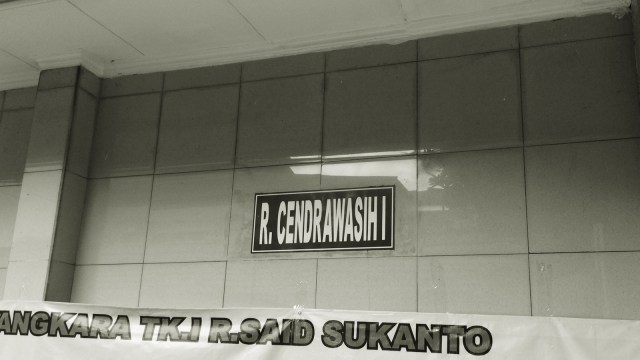 R. CENDRAWASIH I
ANGKARA TK.I R.SAID SUKANTO